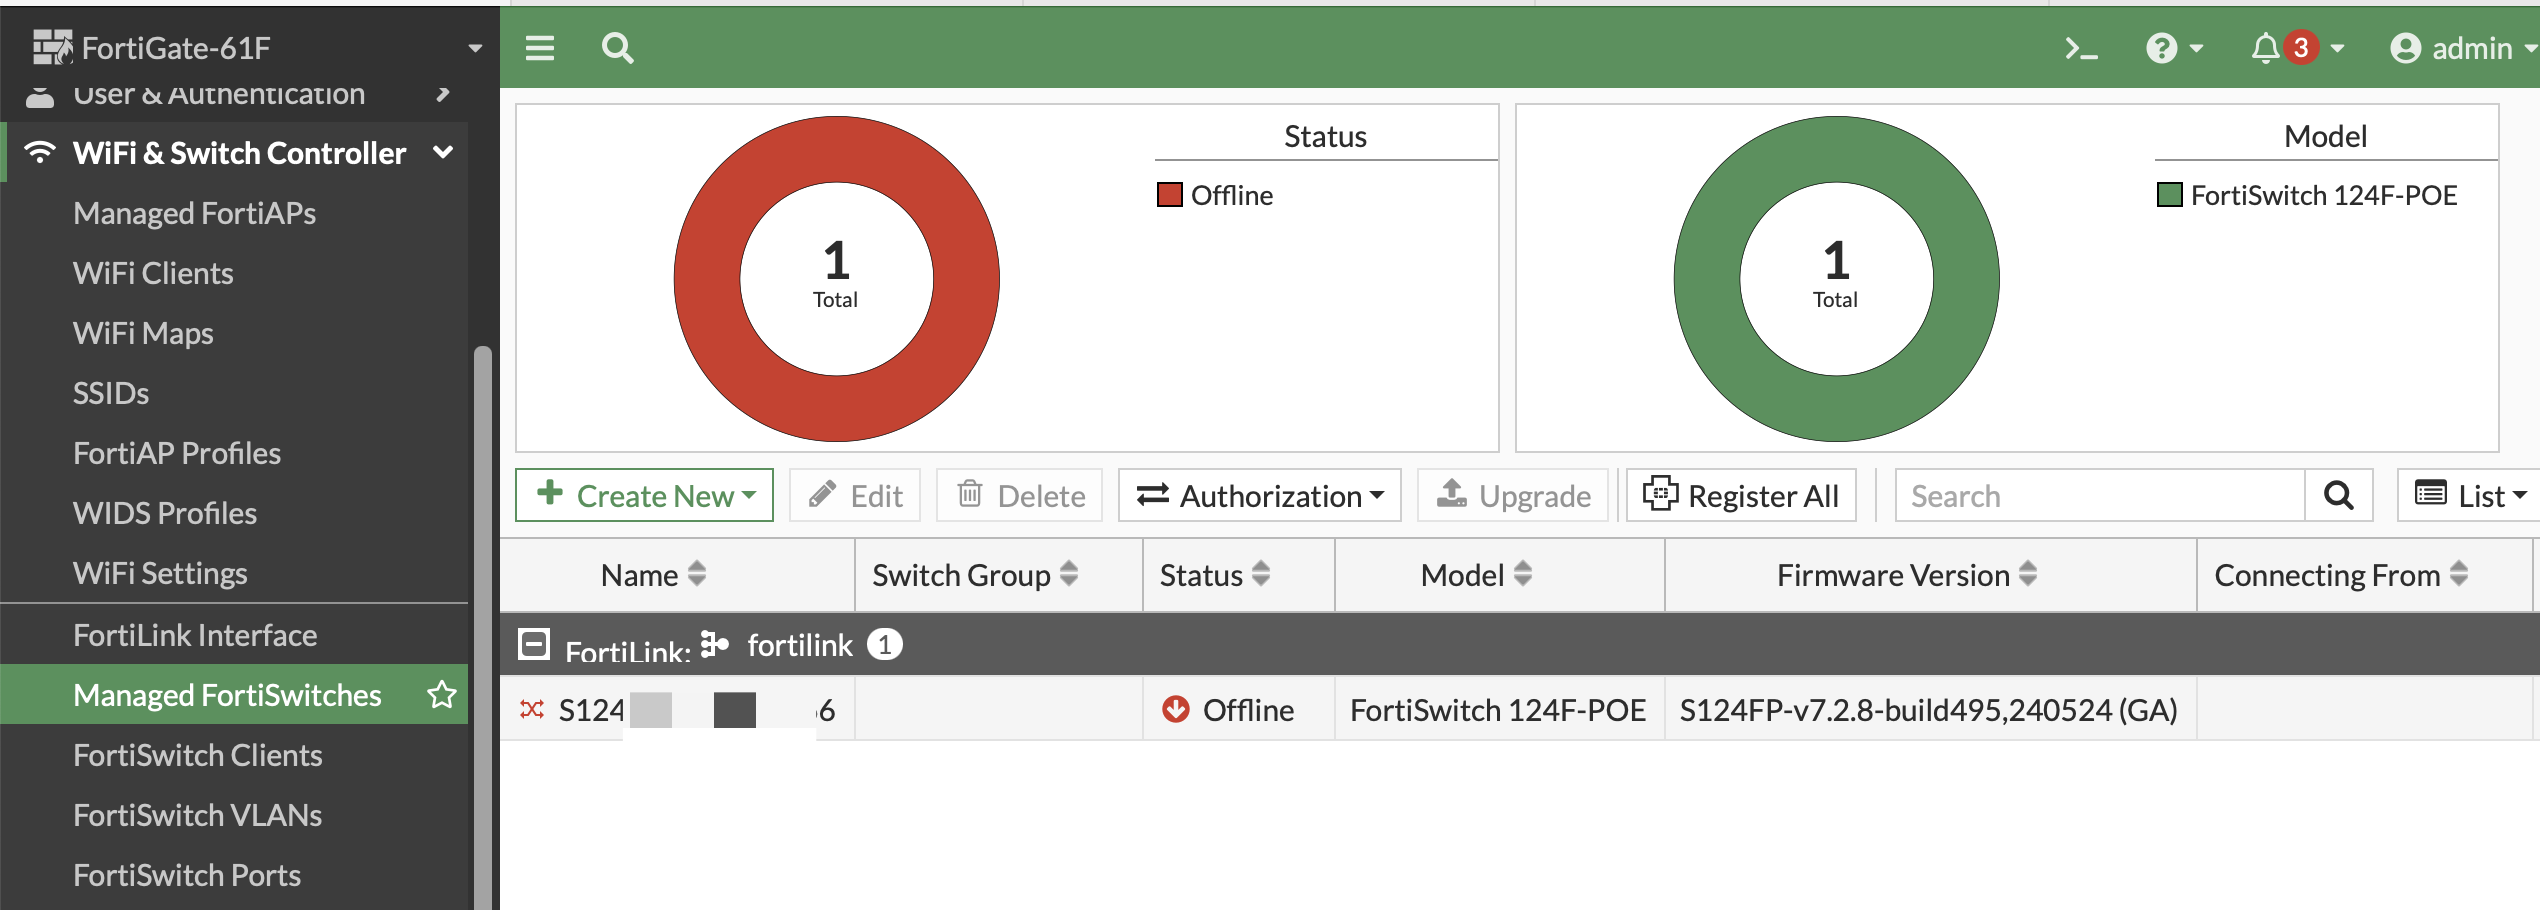 FortiGate-61F
User & Authentication
WiFi & Switch Controller
Managed FortiAPs
WiFi Clients
WiFi Maps
SSIDs
FortiAP Profiles
WIDS Profiles
WiFi Settings
FortiLink Interface
Managed FortiSwitches
FortiSwitch Clients
FortiSwitch VLANs
FortiSwitch Ports
>_ ? 3 admin
1
Total
Status
Offline
1
Total
Model
FortiSwitch 124F-POE
Create New Edit Delete Authorization Upgrade Register All Search List
Name Switch Group Status Model Firmware Version Connecting From
FortiLink: fortilink 1
S124 6 Offline FortiSwitch 124F-POE S124FP-v7.2.8-build495,240524 (GA)